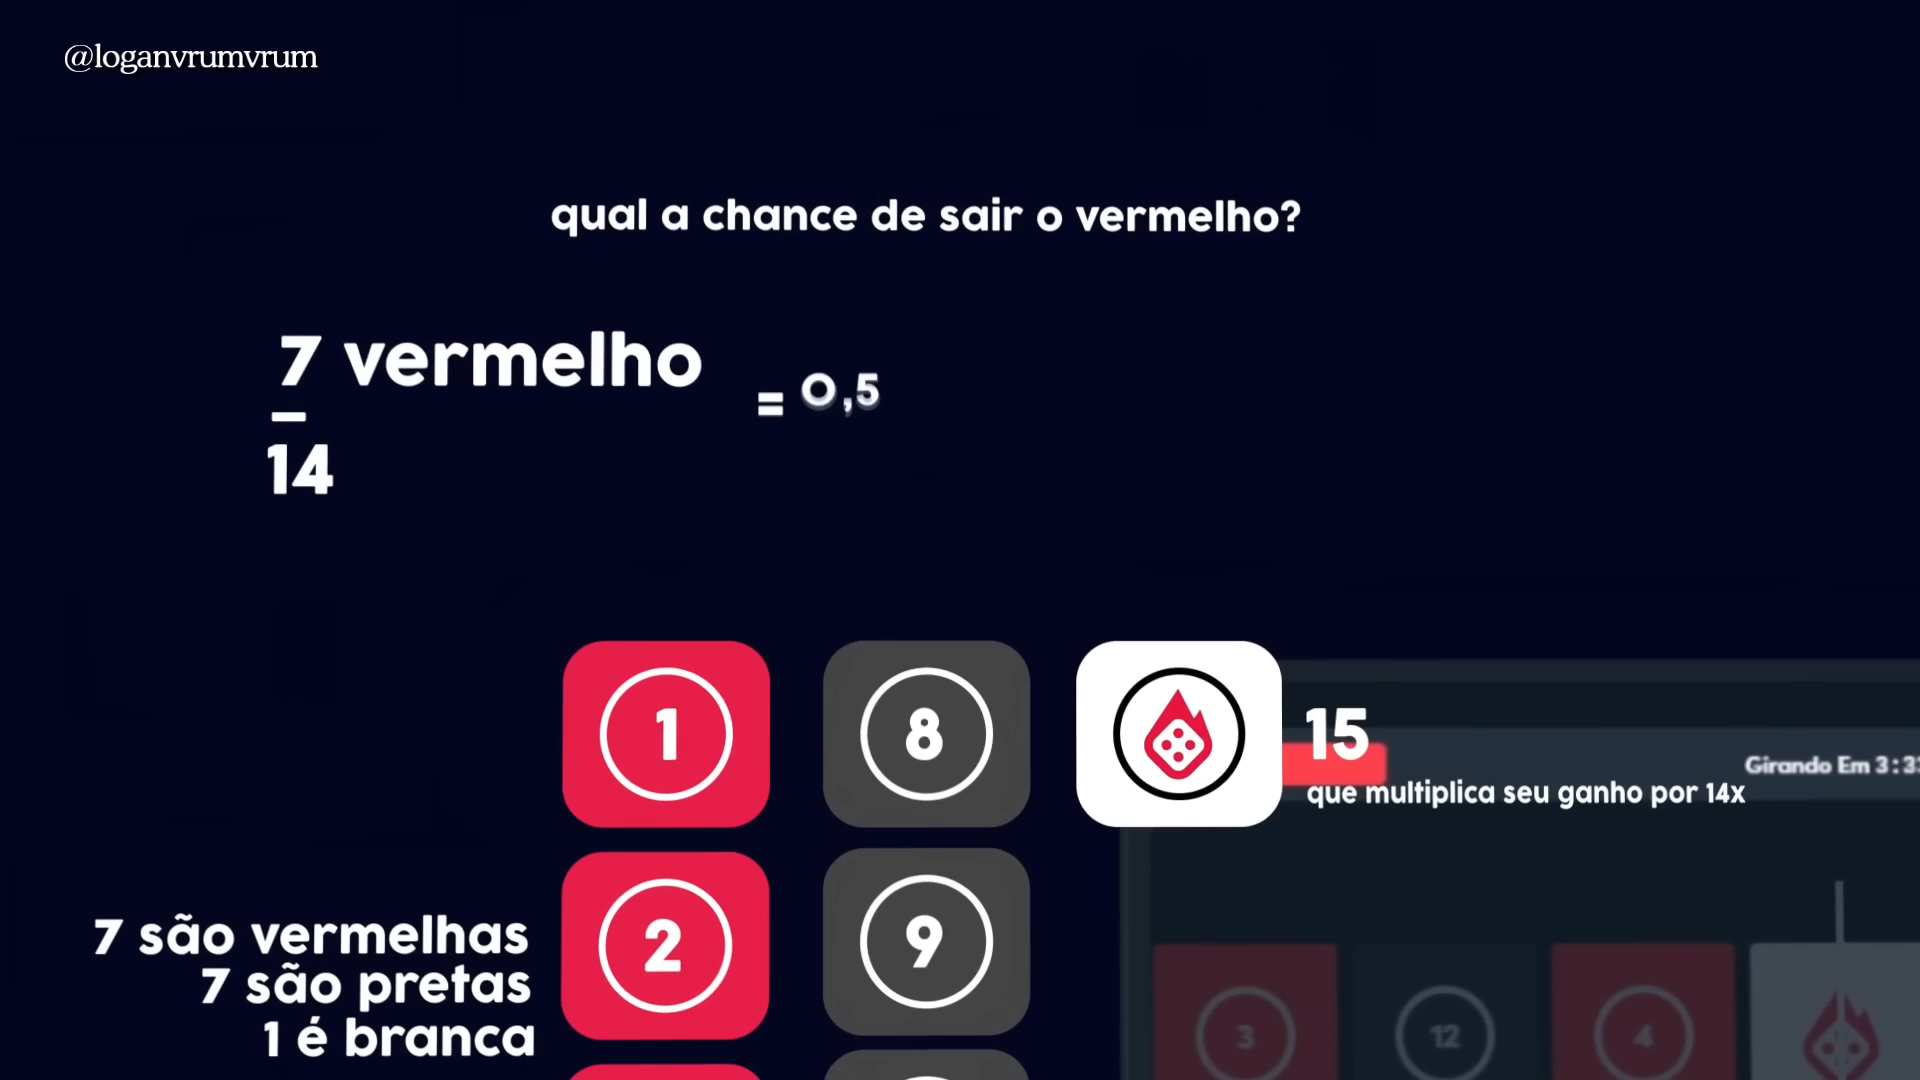 @loganvrumvrum
qual a chance de sair o vermelho?
7 vermelho
—
14
= 0,5
1
8
15
que multiplica seu ganho por 14x
Girando Em 3:33
2
9
7 são vermelhas
7 são pretas
1 é branca
3
12
4